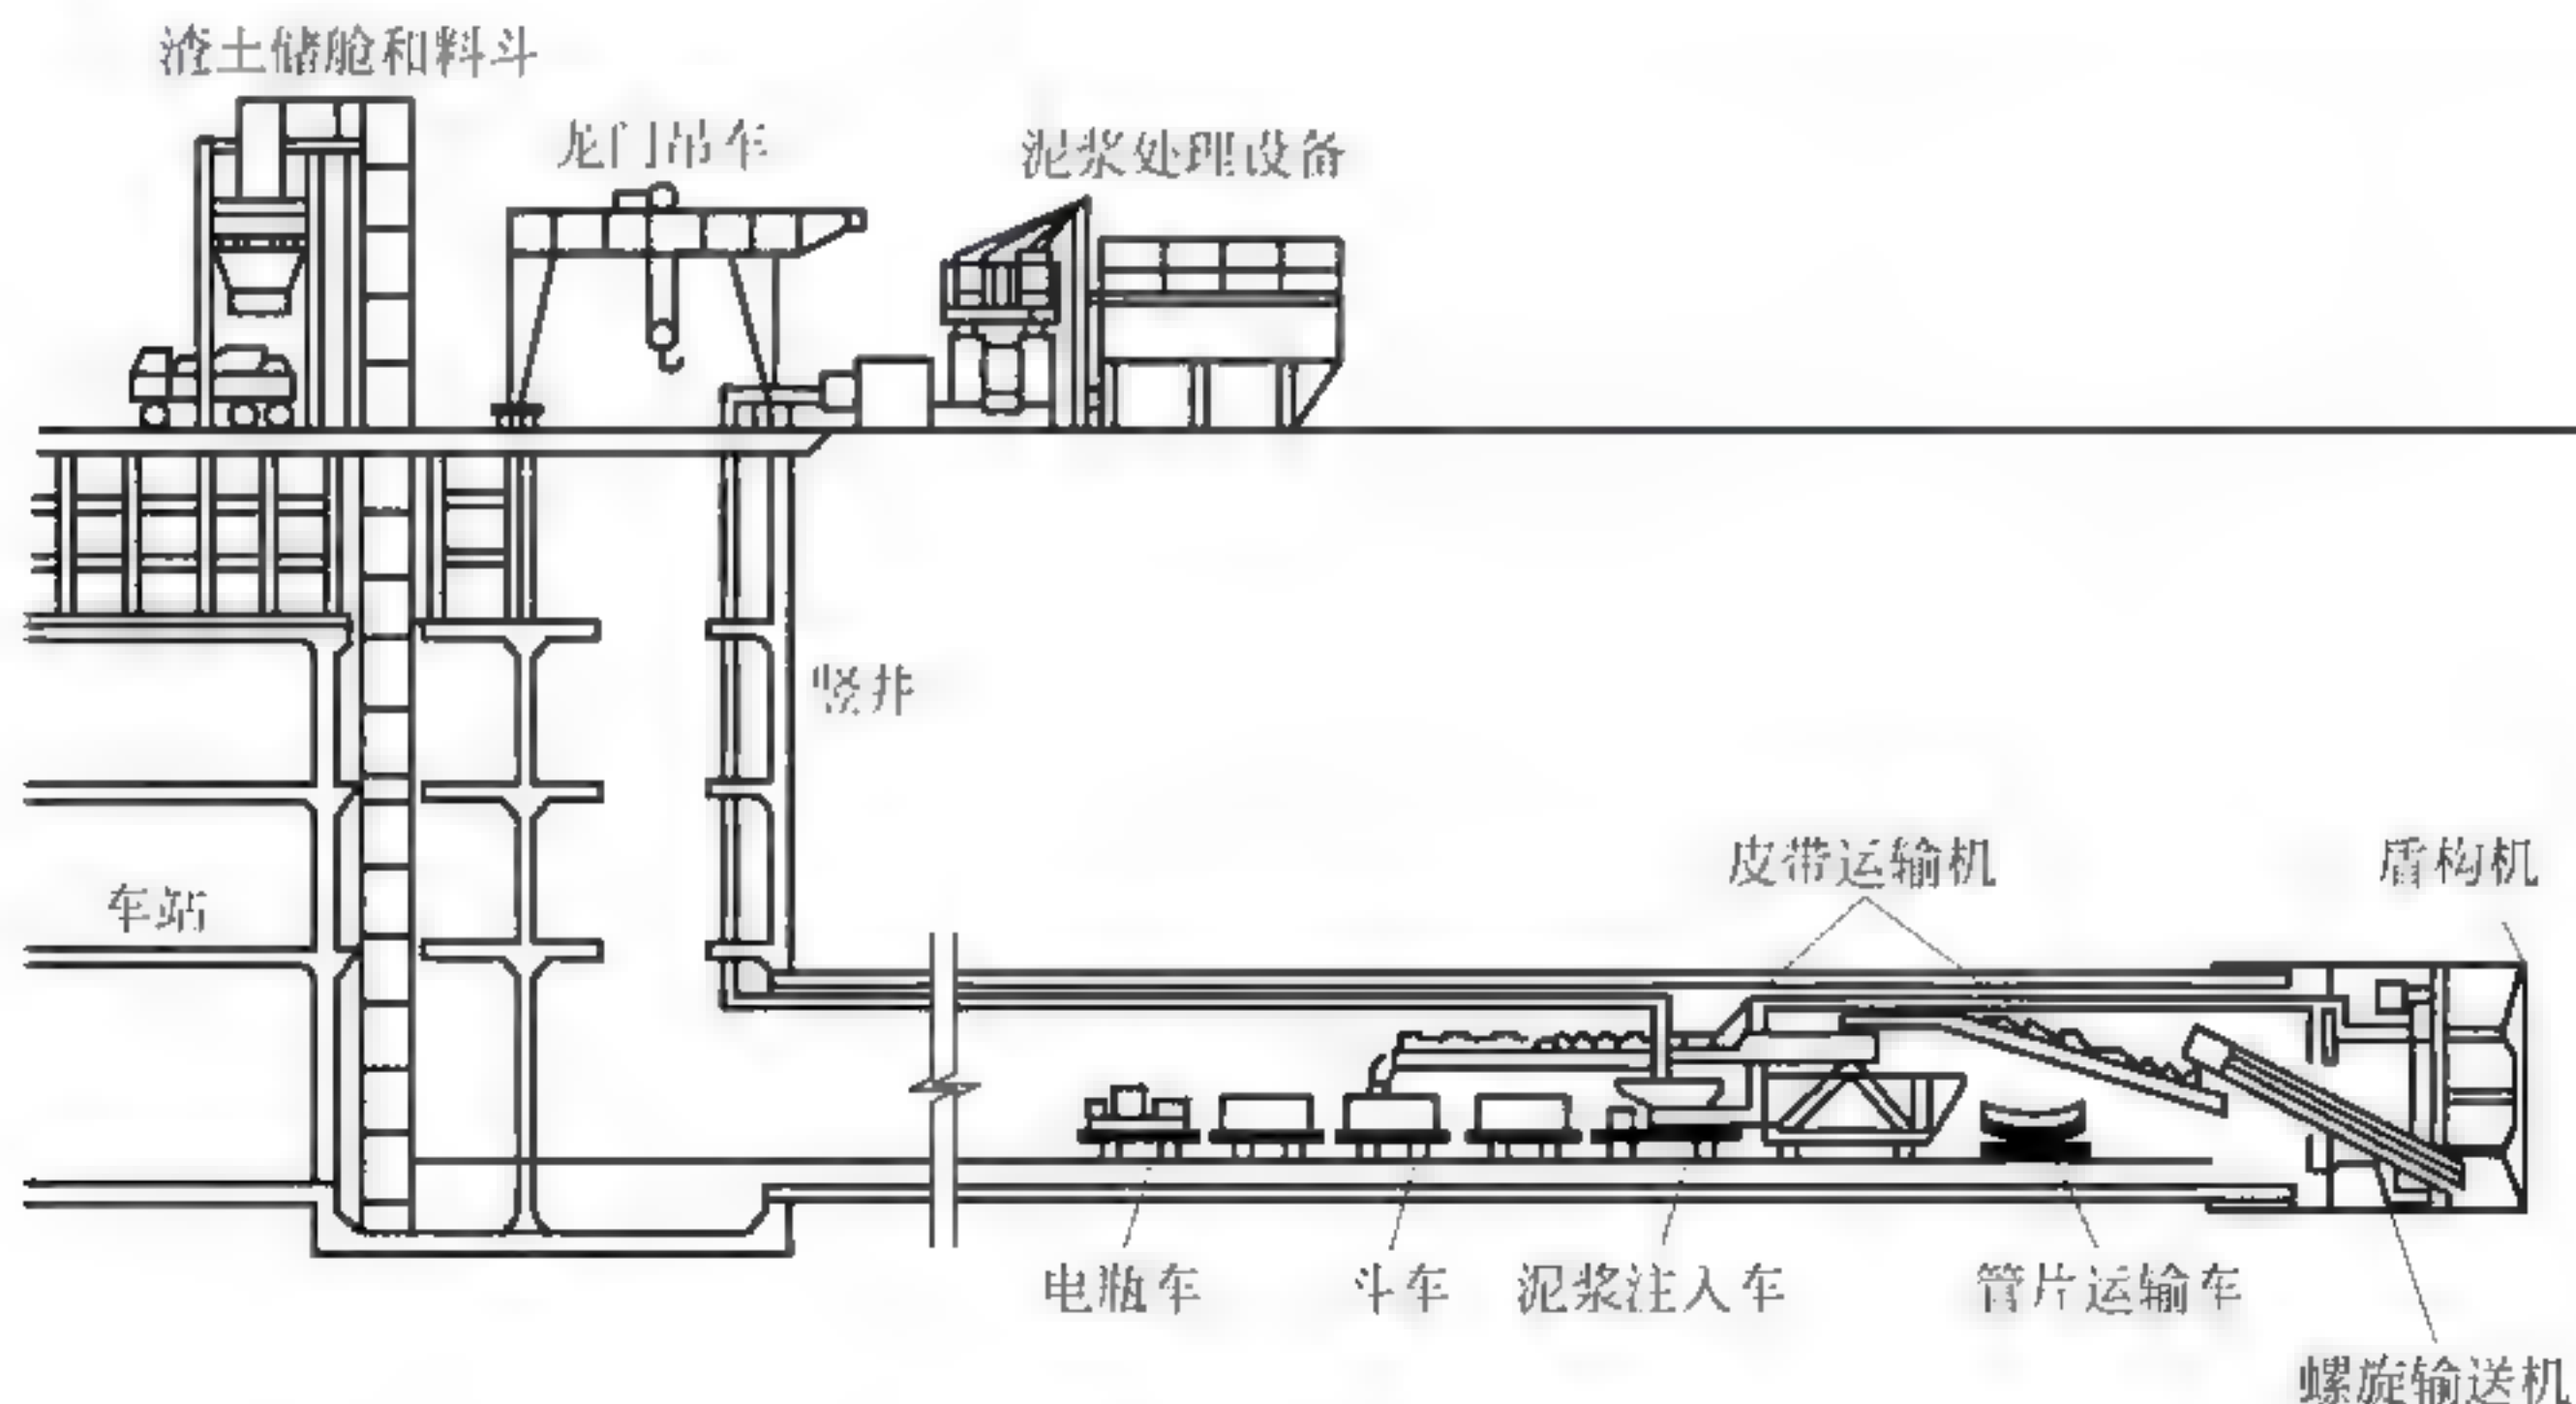 渣土储舱和料斗
龙门吊车
泥浆处理设备
竖井
车站
皮带运输机
盾构机
电瓶车
斗车
泥浆注入车
管片运输车
螺旋输送机